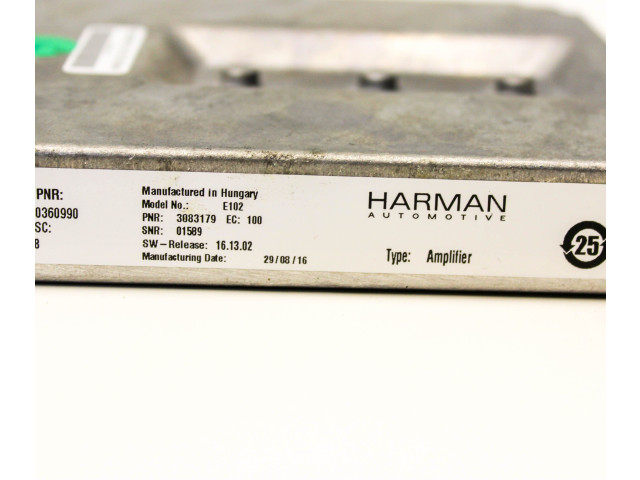 PNR:
0360990
SC:
8
Manufactured in Hungary
Model No.: E102
PNR: 3083179 EC: 100
SNR: 01589
SW-Release: 16.13.02
Manufacturing Date: 29/08/16
HARMAN
AUTOMOTIVE
Type: Amplifier
25